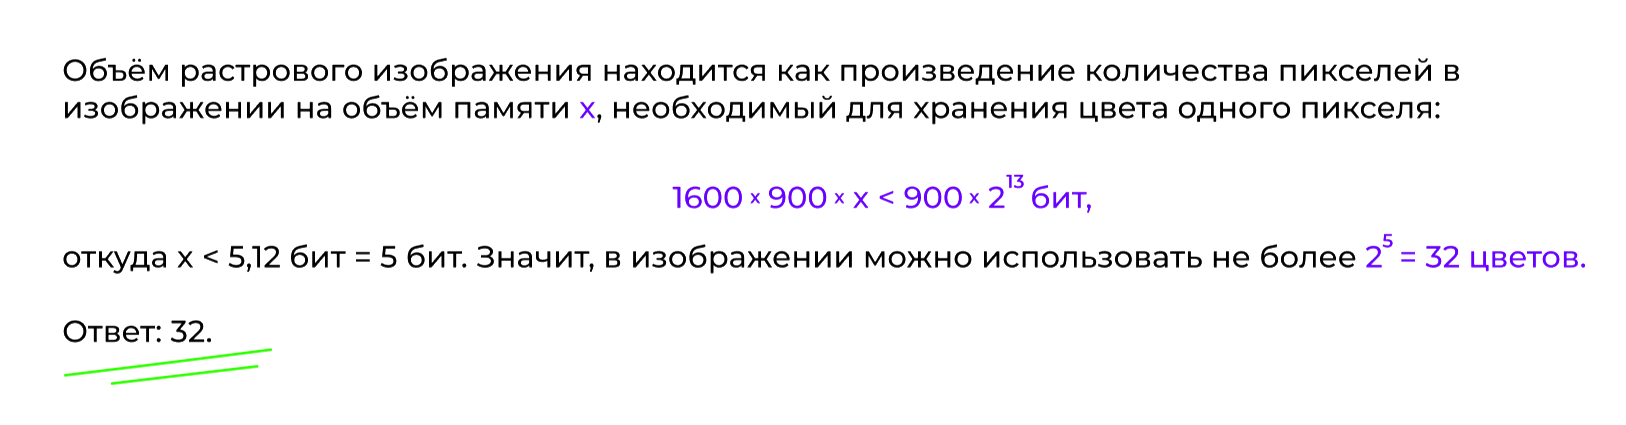 Объём растрового изображения находится как произведение количества пикселей в
изображении на объём памяти x, необходимый для хранения цвета одного пикселя:
1600 × 900 × x < 900 × 2¹³ бит,
откуда x < 5,12 бит = 5 бит. Значит, в изображении можно использовать не более 2⁵ = 32 цветов.
Ответ: 32.